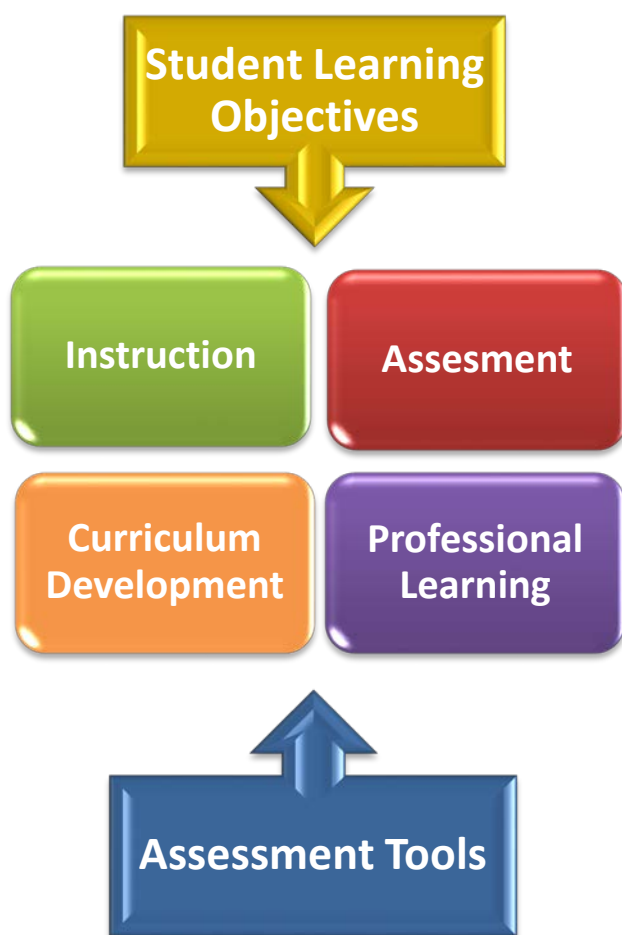 Student Learning
Objectives
Instruction
Assesment
Curriculum
Development
Professional
Learning
Assessment Tools